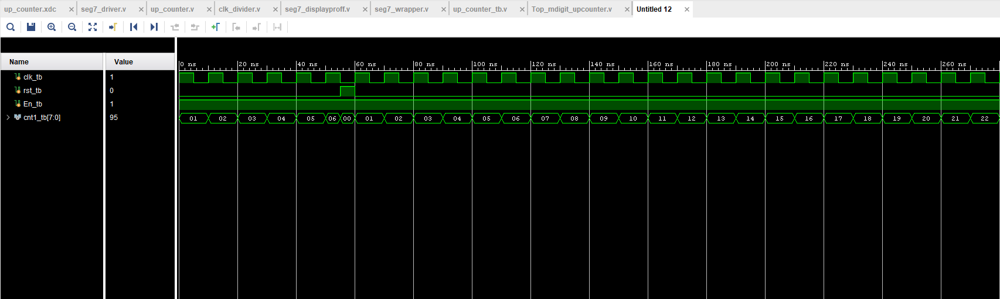 up_counter.xdc seg7_driver.v up_counter.v clk_divider.v seg7_displayproff.v seg7_wrapper.v up_counter_tb.v Top_mdigit_upcounter.v Untitled 12
Name Value 0 ns 20 ns 40 ns 60 ns 80 ns 100 ns 120 ns 140 ns 160 ns 180 ns 200 ns 220 ns 240 ns 260 ns
clk_tb 1
rst_tb 0
En_tb 1
cnt1_tb[7:0] 95 01 02 03 04 05 06 00 01 02 03 04 05 06 07 08 09 10 11 12 13 14 15 16 17 18 19 20 21 22